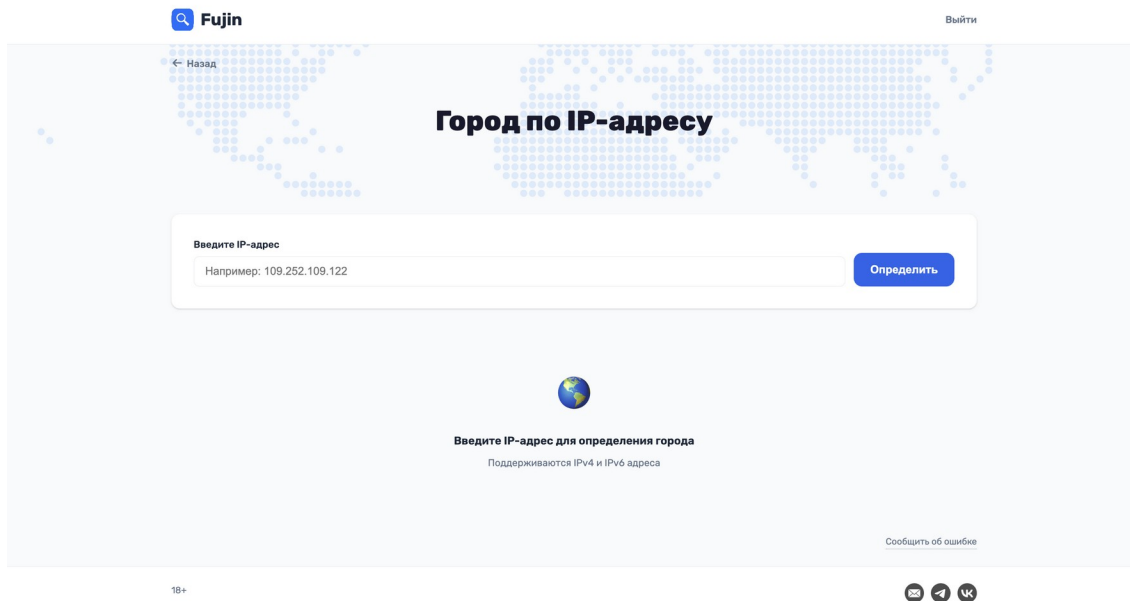 Fujin
Выйти
← Назад
Город по IP-адресу
Введите IP-адрес
Например: 109.252.109.122
Определить
Введите IP-адрес для определения города
Поддерживаются IPv4 и IPv6 адреса
Сообщить об ошибке
18+